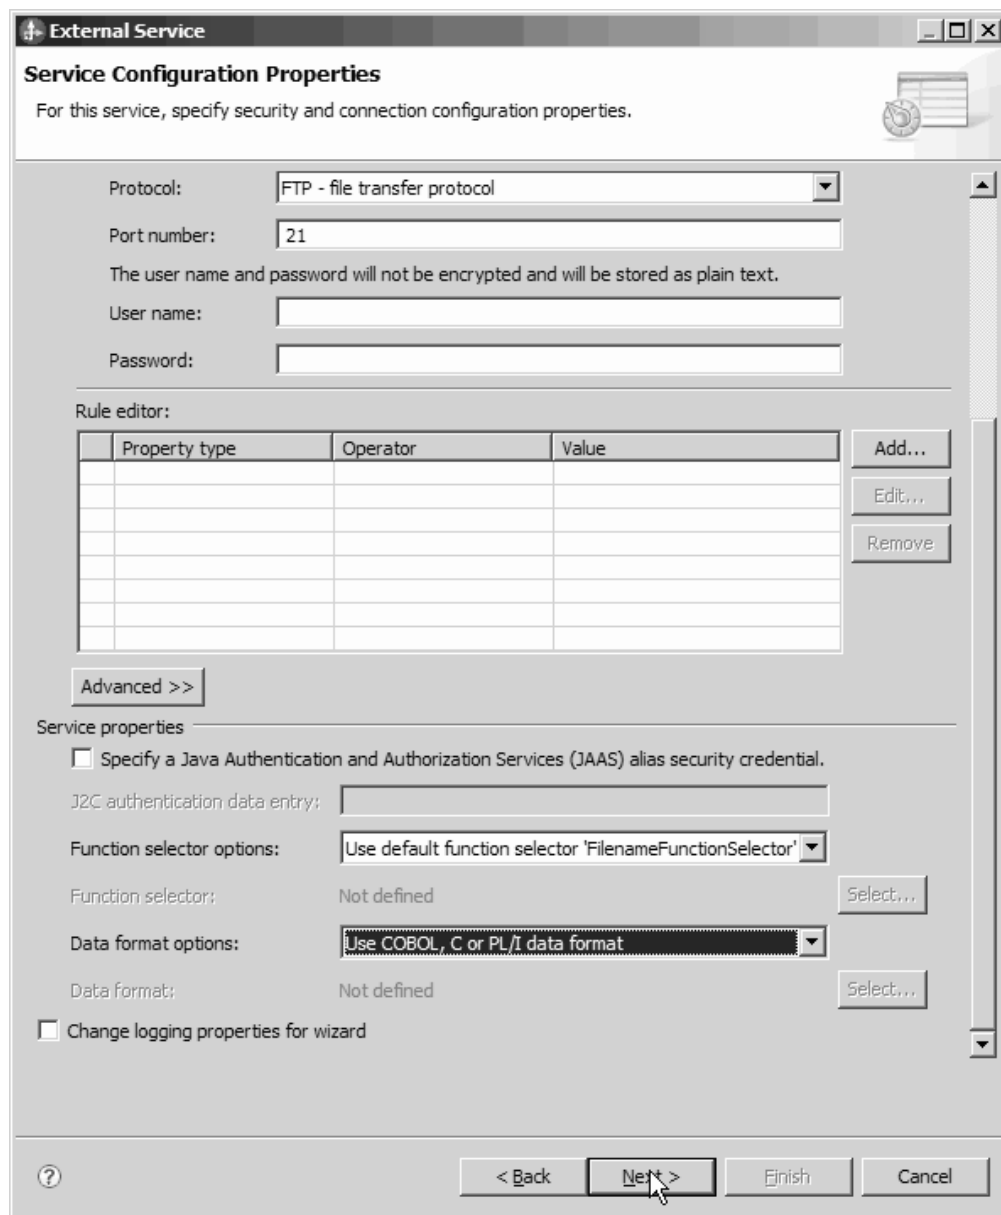 External Service
Service Configuration Properties
For this service, specify security and connection configuration properties.
Protocol: FTP - file transfer protocol
Port number: 21
The user name and password will not be encrypted and will be stored as plain text.
User name:
Password:
Rule editor:
Property type Operator Value Add...
Edit...
Remove
Advanced >>
Service properties
Specify a Java Authentication and Authorization Services (JAAS) alias security credential.
J2C authentication data entry:
Function selector options: Use default function selector 'FilenameFunctionSelector'
Function selector: Not defined Select...
Data format options: Use COBOL, C or PL/I data format
Data format: Not defined Select...
Change logging properties for wizard
? < Back Next > Finish Cancel